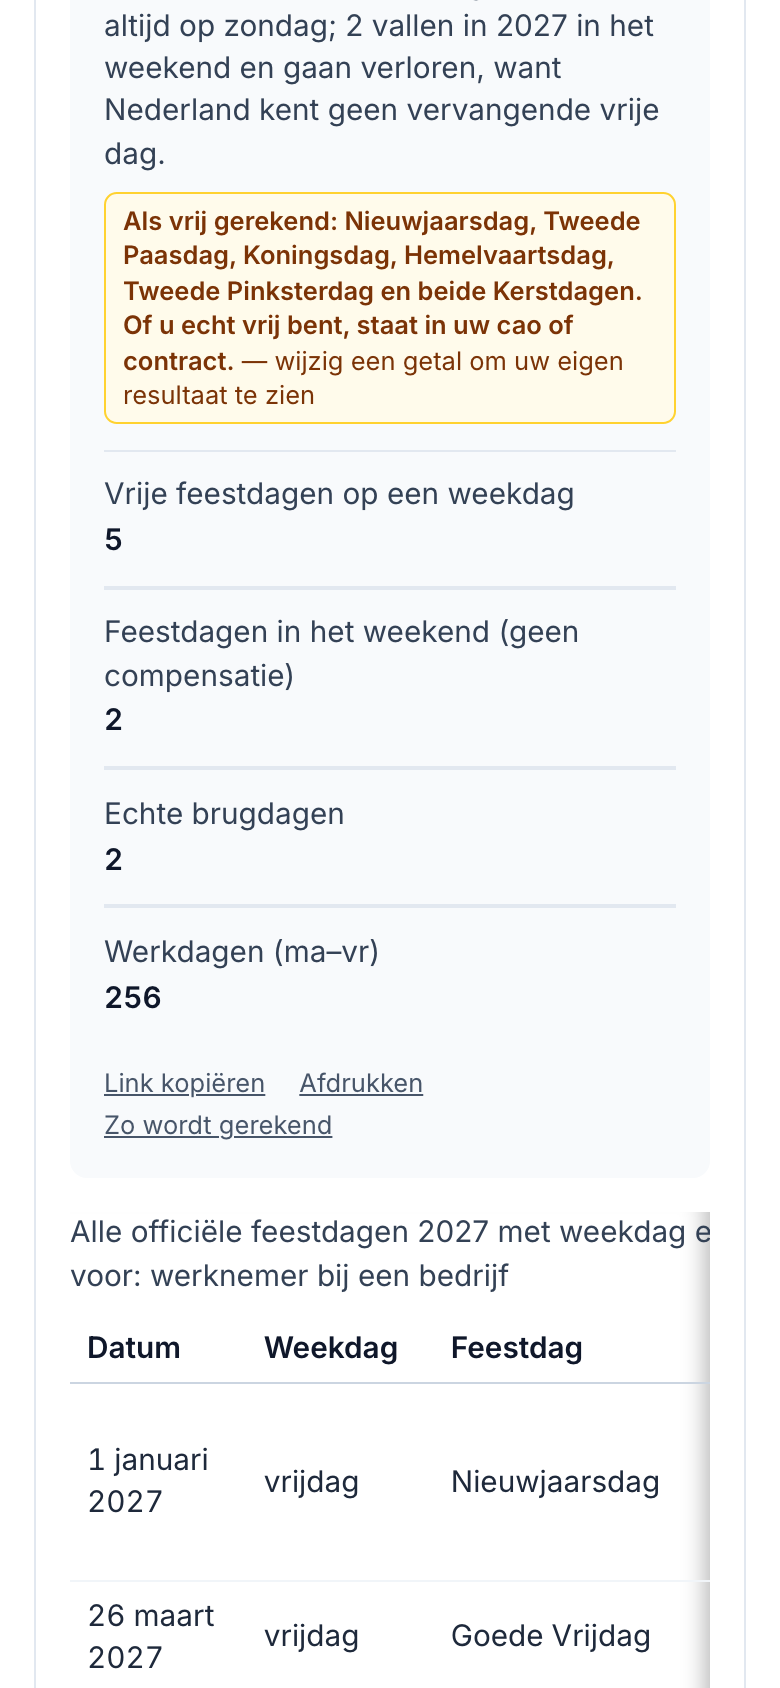 altijd op zondag; 2 vallen in 2027 in het
weekend en gaan verloren, want
Nederland kent geen vervangende vrije
dag.
Als vrij gerekend: Nieuwjaarsdag, Tweede
Paasdag, Koningsdag, Hemelvaartsdag,
Tweede Pinksterdag en beide Kerstdagen.
Of u echt vrij bent, staat in uw cao of
contract. — wijzig een getal om uw eigen
resultaat te zien
Vrije feestdagen op een weekdag
5
Feestdagen in het weekend (geen
compensatie)
2
Echte brugdagen
2
Werkdagen (ma–vr)
256
Link kopiëren Afdrukken
Zo wordt gerekend
Alle officiële feestdagen 2027 met weekdag e
voor: werknemer bij een bedrijf
Datum Weekdag Feestdag
1 januari
2027
vrijdag
Nieuwjaarsdag
26 maart
2027
vrijdag
Goede Vrijdag